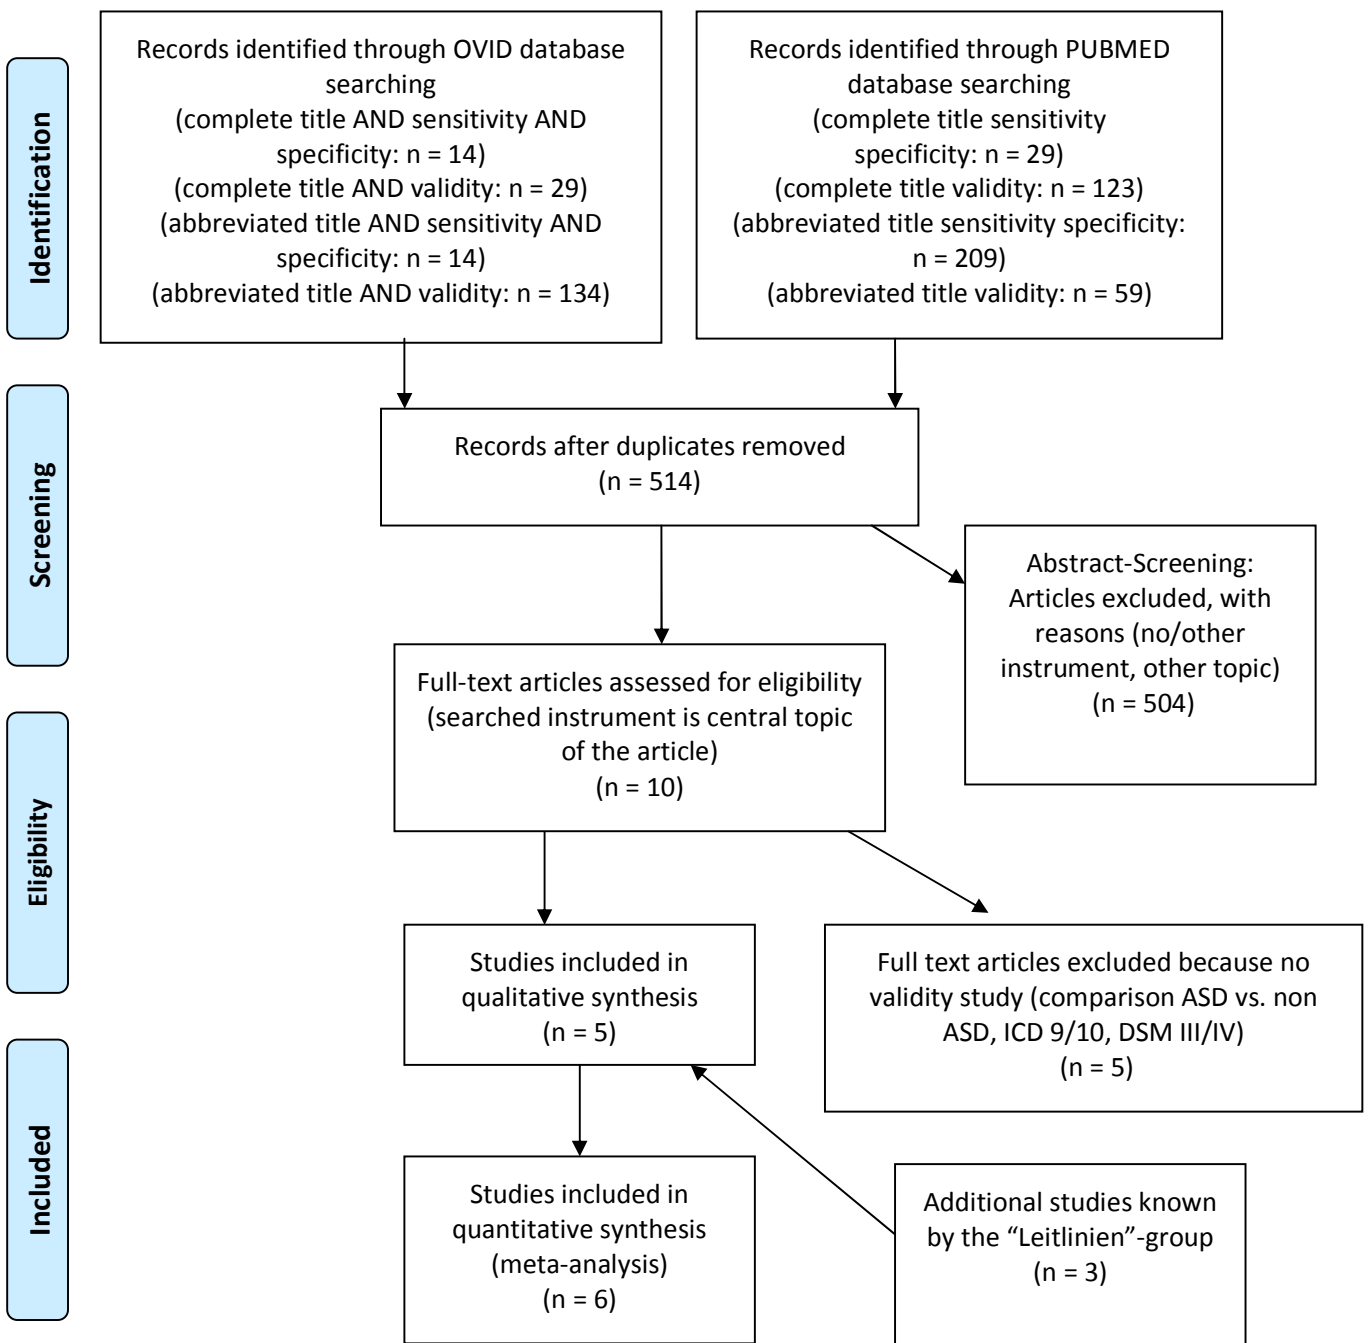 Identification
Records identified through OVID database
searching
(complete title AND sensitivity AND
specificity: n = 14)
(complete title AND validity: n = 29)
(abbreviated title AND sensitivity AND
specificity: n = 14)
(abbreviated title AND validity: n = 134)
Records identified through PUBMED
database searching
(complete title sensitivity
specificity: n = 29)
(complete title validity: n = 123)
(abbreviated title sensitivity specificity:
n = 209)
(abbreviated title validity: n = 59)
Screening
Records after duplicates removed
(n = 514)
Abstract-Screening:
Articles excluded, with
reasons (no/other
instrument, other topic)
(n = 504)
Eligibility
Full-text articles assessed for eligibility
(searched instrument is central topic
of the article)
(n = 10)
Studies included in
qualitative synthesis
(n = 5)
Full text articles excluded because no
validity study (comparison ASD vs. non
ASD, ICD 9/10, DSM III/IV)
(n = 5)
Included
Studies included in
quantitative synthesis
(meta-analysis)
(n = 6)
Additional studies known
by the “Leitlinien”-group
(n = 3)